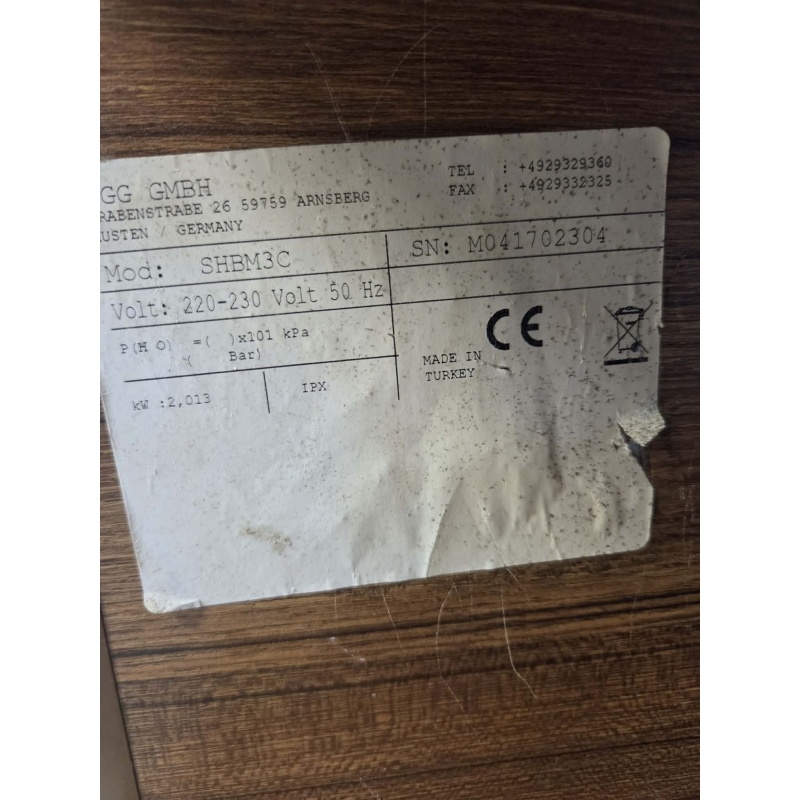 GG GMBH
RABENSTRABE 26 59759 ARNSBERG
USTEN / GERMANY
TEL : +4929329360
FAX : +4929332325
Mod: SHBM3C
SN: M041702304
Volt: 220-230 Volt 50 Hz
P(H O) =( )x101 kPa
( Bar)
kW :2,013
IPX
CE
MADE IN
TURKEY